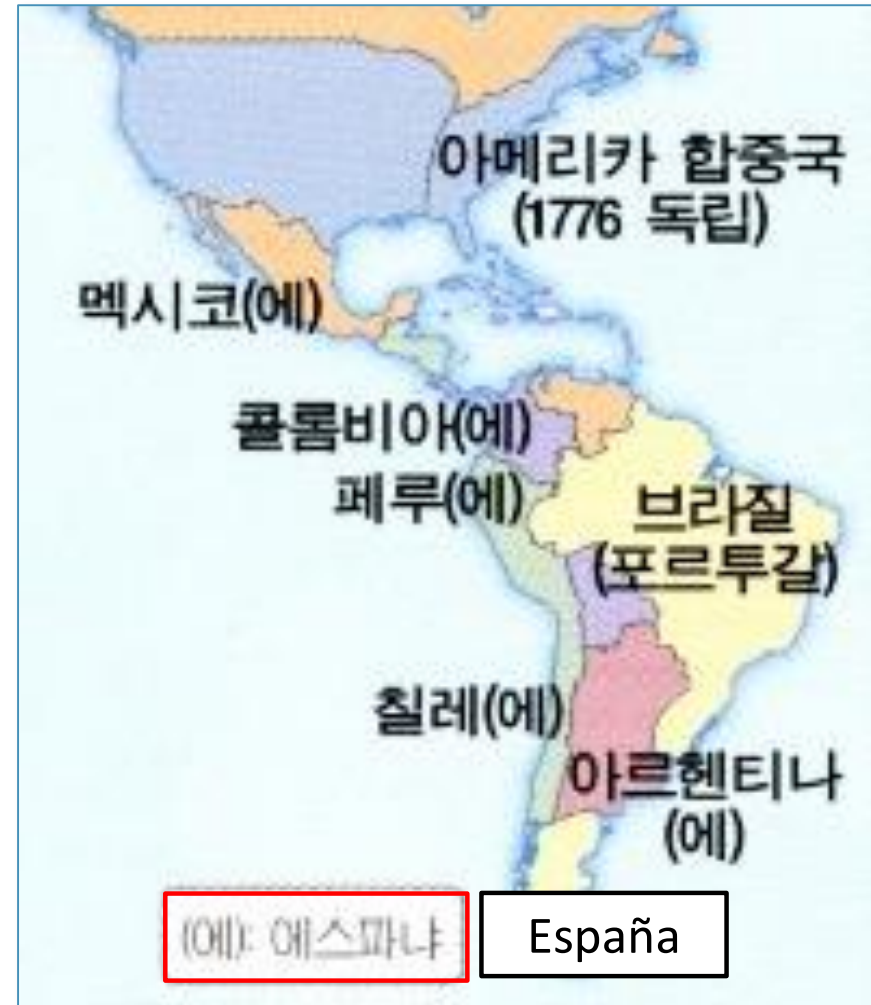 아메리카 합중국
(1776 독립)
멕시코(에)
콜롬비아(에)
페루(에)
브라질
(포르투갈)
칠레(에)
아르헨티나
(에)
(에): 에스파냐
España